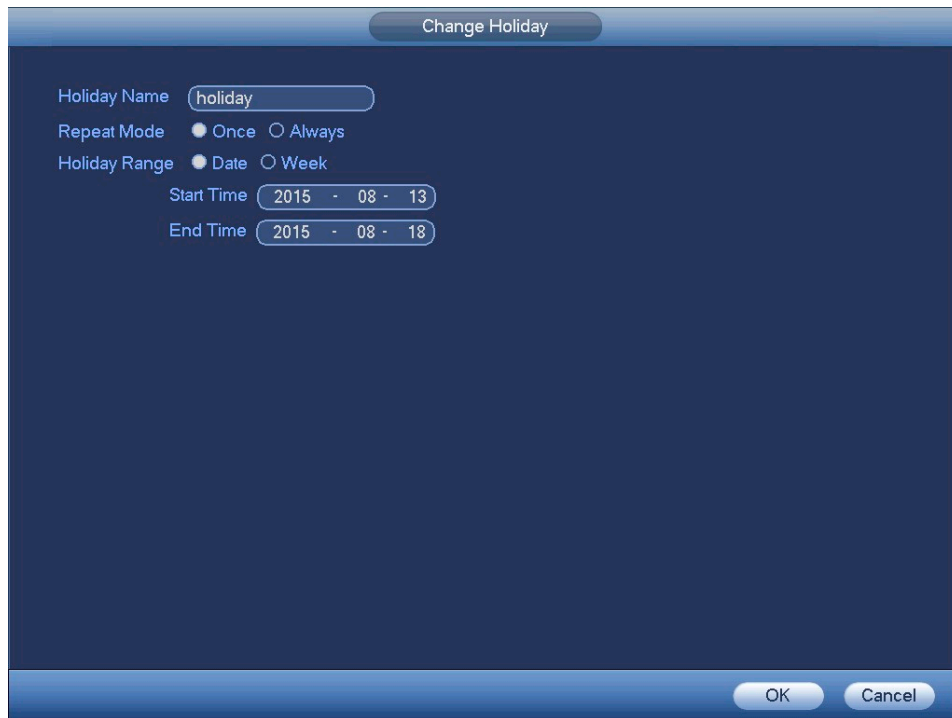 Change Holiday
Holiday Name holiday
Repeat Mode Once Always
Holiday Range Date Week
Start Time 2015 - 08 - 13
End Time 2015 - 08 - 18
OK Cancel